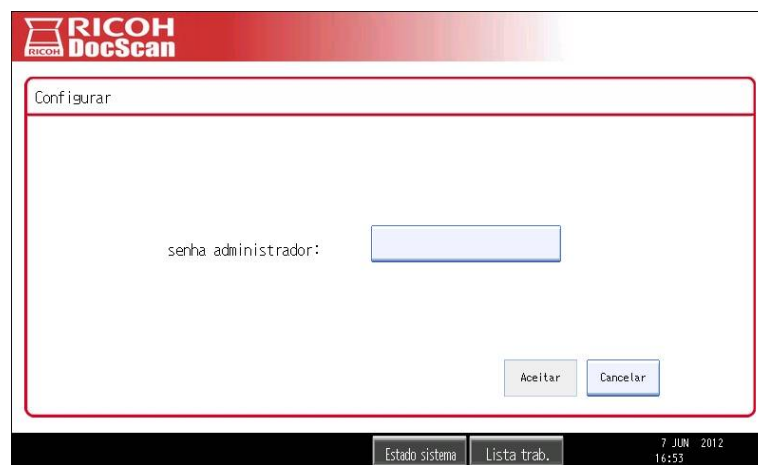 RICOH
RICOH DocScan
Configurar
senha administrador:
Aceitar Cancelar
Estado sistema Lista trab. 7 JUN 2012
16:53